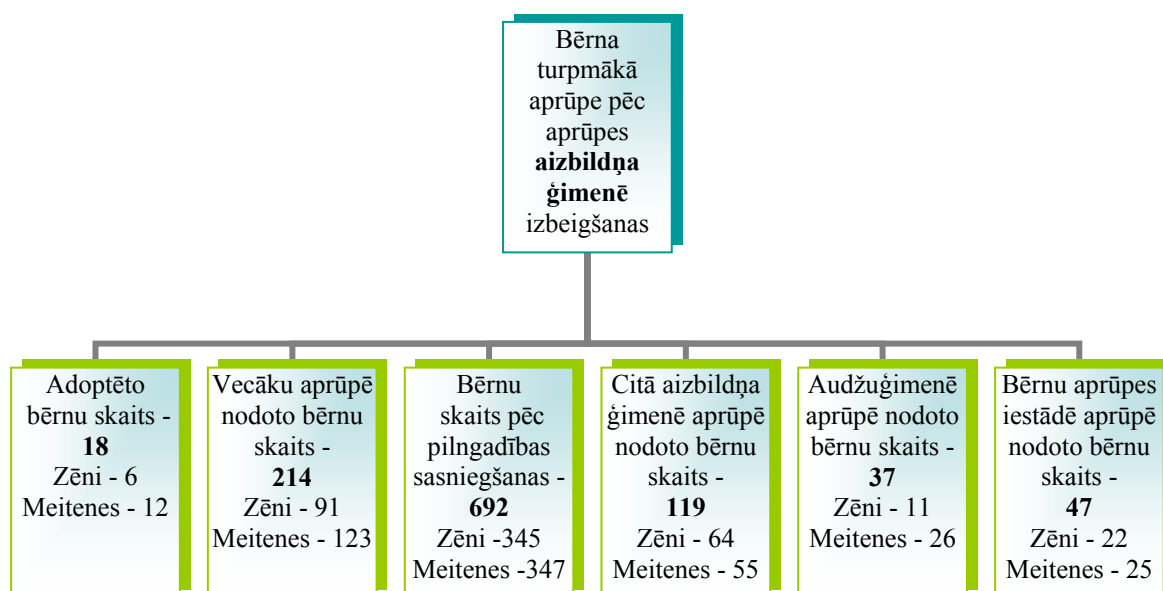 Bērna
turpmākā
aprūpe pēc
aprūpes
aizbildņa
ģimenē
izbeigšanas
Adoptēto
bērnu skaits -
18
Zēni - 6
Meitenes - 12
Vecāku aprūpē
nodoto bērnu
skaits -
214
Zēni - 91
Meitenes - 123
Bērnu
skaits pēc
pilngadības
sasniegšanas -
692
Zēni -345
Meitenes -347
Citā aizbildņa
ģimenē aprūpē
nodoto bērnu
skaits -
119
Zēni - 64
Meitenes - 55
Audžuģimenē
aprūpē nodoto
bērnu skaits -
37
Zēni - 11
Meitenes - 26
Bērnu aprūpes
iestādē aprūpē
nodoto bērnu
skaits -
47
Zēni - 22
Meitenes - 25